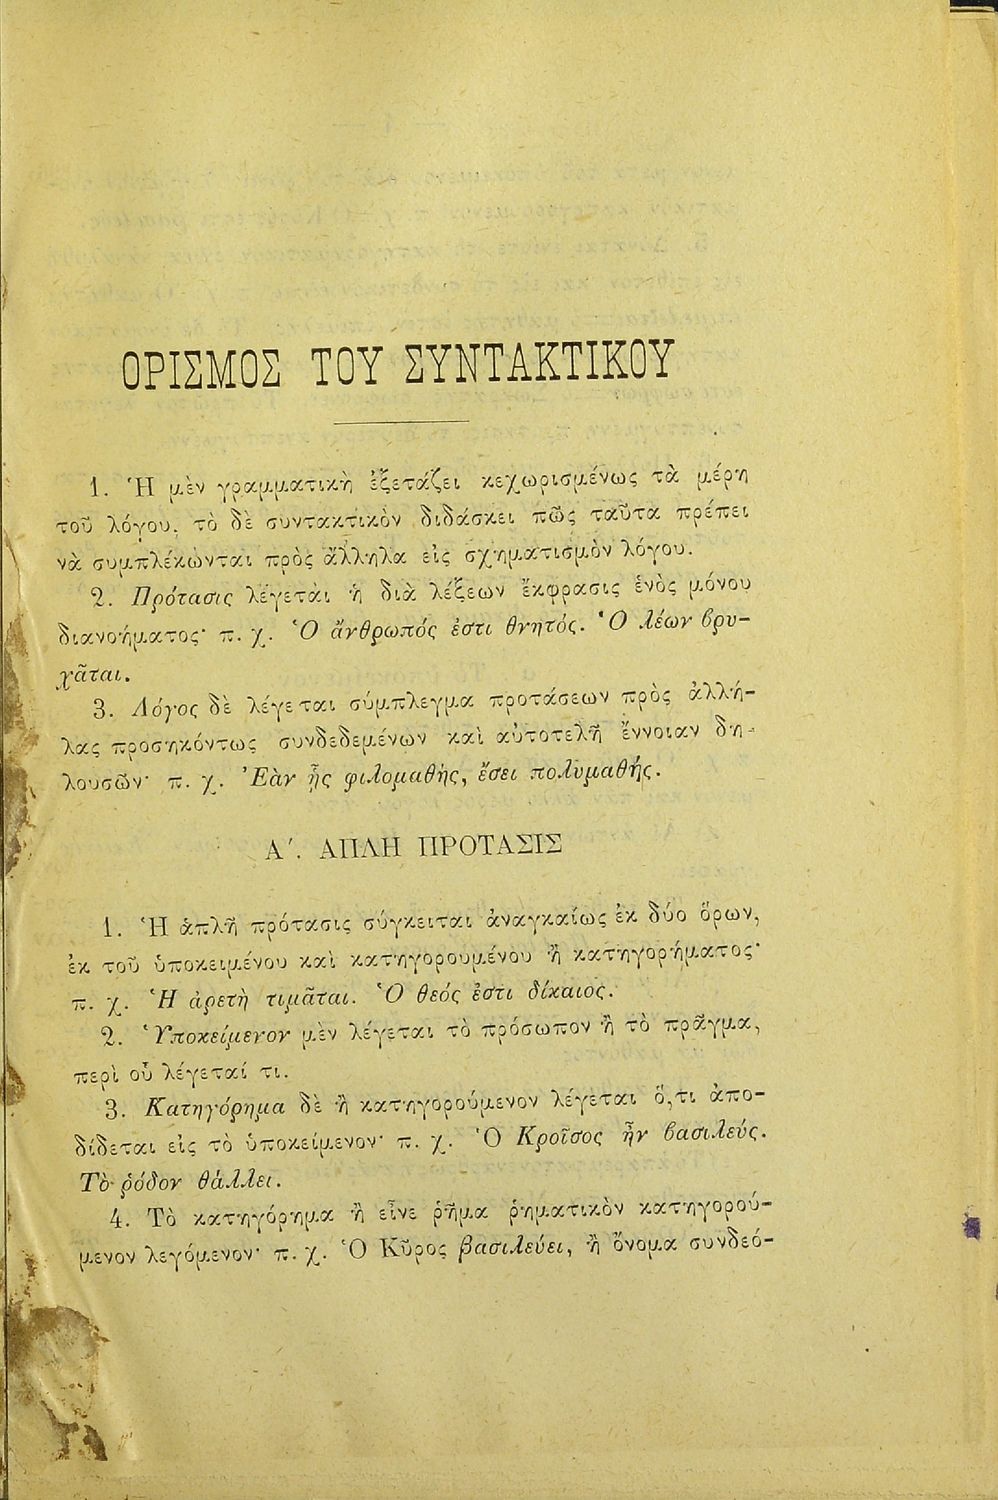 ΟΡΙΣΜΟΣ ΤΟΥ ΣΥΝΤΑΚΤΙΚΟΥ
1. Ἡ μὲν γραμματικὴ ἐξετάζει κεχωρισμένως τὰ μέρη
τοῦ λόγου, τὸ δὲ συντακτικὸν διδάσκει πῶς ταῦτα πρέπει
νὰ συμπλέκωνται πρὸς ἄλληλα εἰς σχηματισμὸν λόγου.
2. Πρότασις λέγεται ἡ διὰ λέξεων ἔκφρασις ἑνὸς μόνου
διανοήματος· π. χ. Ὁ ἄνθρωπός ἐστι θνητός. Ὁ λέων βρυ-
χᾶται.
3. Λόγος δὲ λέγεται σύμπλεγμα προτάσεων πρὸς ἀλλή-
λας προσηκόντως συνδεδεμένων καὶ αὐτοτελῆ ἔννοιαν δη-
λουσῶν· π. χ. Ἐὰν ᾖς φιλομαθής, ἔσει πολυμαθής.
Α΄. ΑΠΛΗ ΠΡΟΤΑΣΙΣ
1. Ἡ ἁπλῆ πρότασις σύγκειται ἀναγκαίως ἐκ δύο ὅρων,
ἐκ τοῦ ὑποκειμένου καὶ κατηγορουμένου ἢ κατηγορήματος·
π. χ. Ἡ ἀρετὴ τιμᾶται. Ὁ θεός ἐστι δίκαιος.
2. Ὑποκείμενον μὲν λέγεται τὸ πρόσωπον ἢ τὸ πρᾶγμα,
περὶ οὗ λέγεταί τι.
3. Κατηγόρημα δὲ ἢ κατηγορούμενον λέγεται ὅ,τι ἀπο-
δίδεται εἰς τὸ ὑποκείμενον· π. χ. Ὁ Κροῖσος ἦν βασιλεύς.
Τὸ ῥόδον θάλλει.
4. Τὸ κατηγόρημα ἢ εἶνε ῥῆμα ῥηματικὸν κατηγορού-
μενον λεγόμενον· π. χ. Ὁ Κῦρος βασιλεύει, ἢ ὄνομα συνδεό-